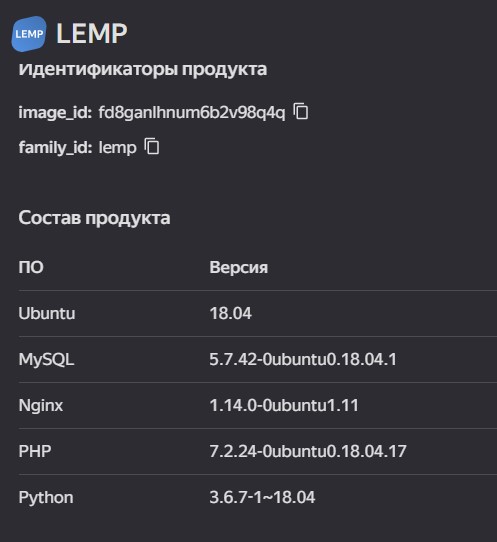 LEMP LEMP
Идентификаторы продукта
image_id: fd8ganlhnum6b2v98q4q
family_id: lemp
Состав продукта
ПО Версия
Ubuntu 18.04
MySQL 5.7.42-0ubuntu0.18.04.1
Nginx 1.14.0-0ubuntu1.11
PHP 7.2.24-0ubuntu0.18.04.17
Python 3.6.7-1~18.04